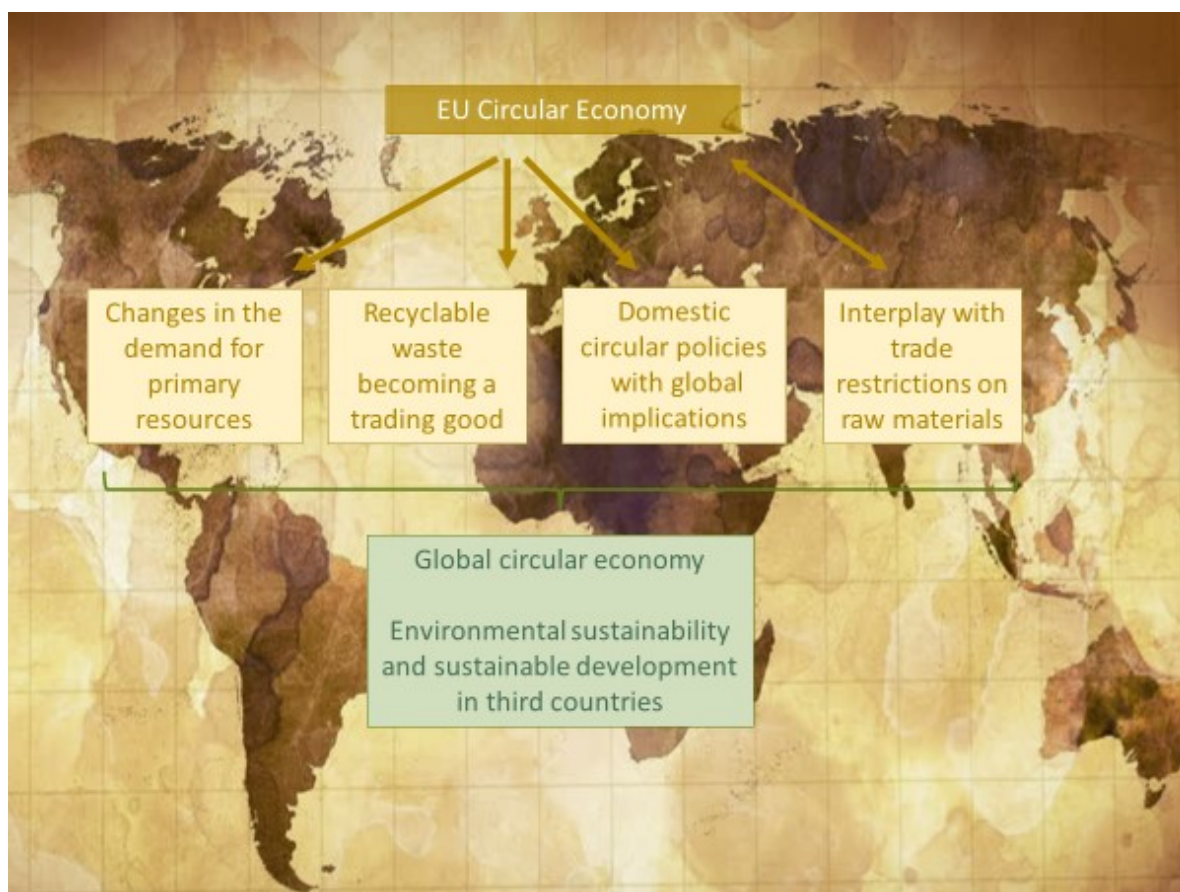 EU Circular Economy
Changes in the
demand for
primary
resources
Recyclable
waste
becoming a
trading good
Domestic
circular policies
with global
implications
Interplay with
trade
restrictions on
raw materials
Global circular economy
Environmental sustainability
and sustainable development
in third countries